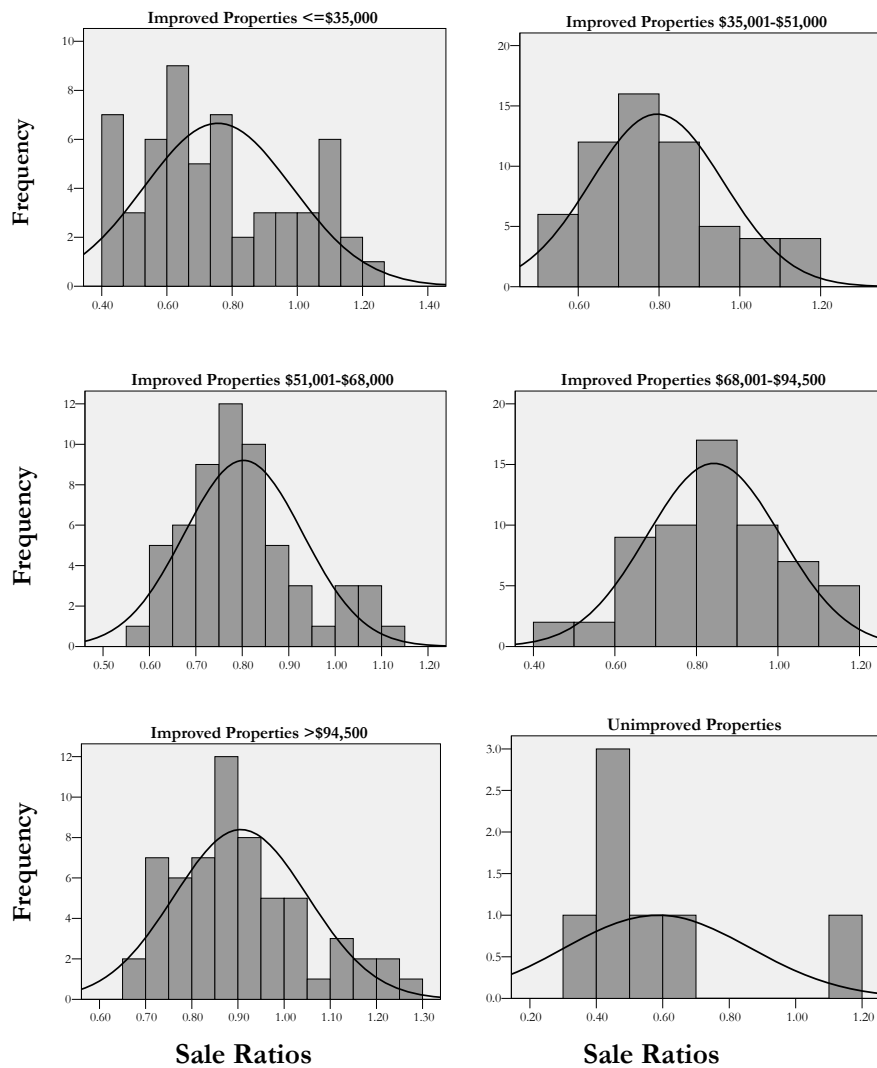 Improved Properties <=$35,000
Improved Properties $35,001-$51,000
10
8
6
4
2
0
Frequency
0.40 0.60 0.80 1.00 1.20 1.40
20
15
10
5
0
0.60 0.80 1.00 1.20
Improved Properties $51,001-$68,000
Improved Properties $68,001-$94,500
12
10
8
6
4
2
0
Frequency
0.50 0.60 0.70 0.80 0.90 1.00 1.10 1.20
20
15
10
5
0
0.40 0.60 0.80 1.00 1.20
Improved Properties >$94,500
Unimproved Properties
12
10
8
6
4
2
0
Frequency
0.60 0.70 0.80 0.90 1.00 1.10 1.20 1.30
Sale Ratios
3.0
2.5
2.0
1.5
1.0
0.5
0.0
0.20 0.40 0.60 0.80 1.00 1.20
Sale Ratios